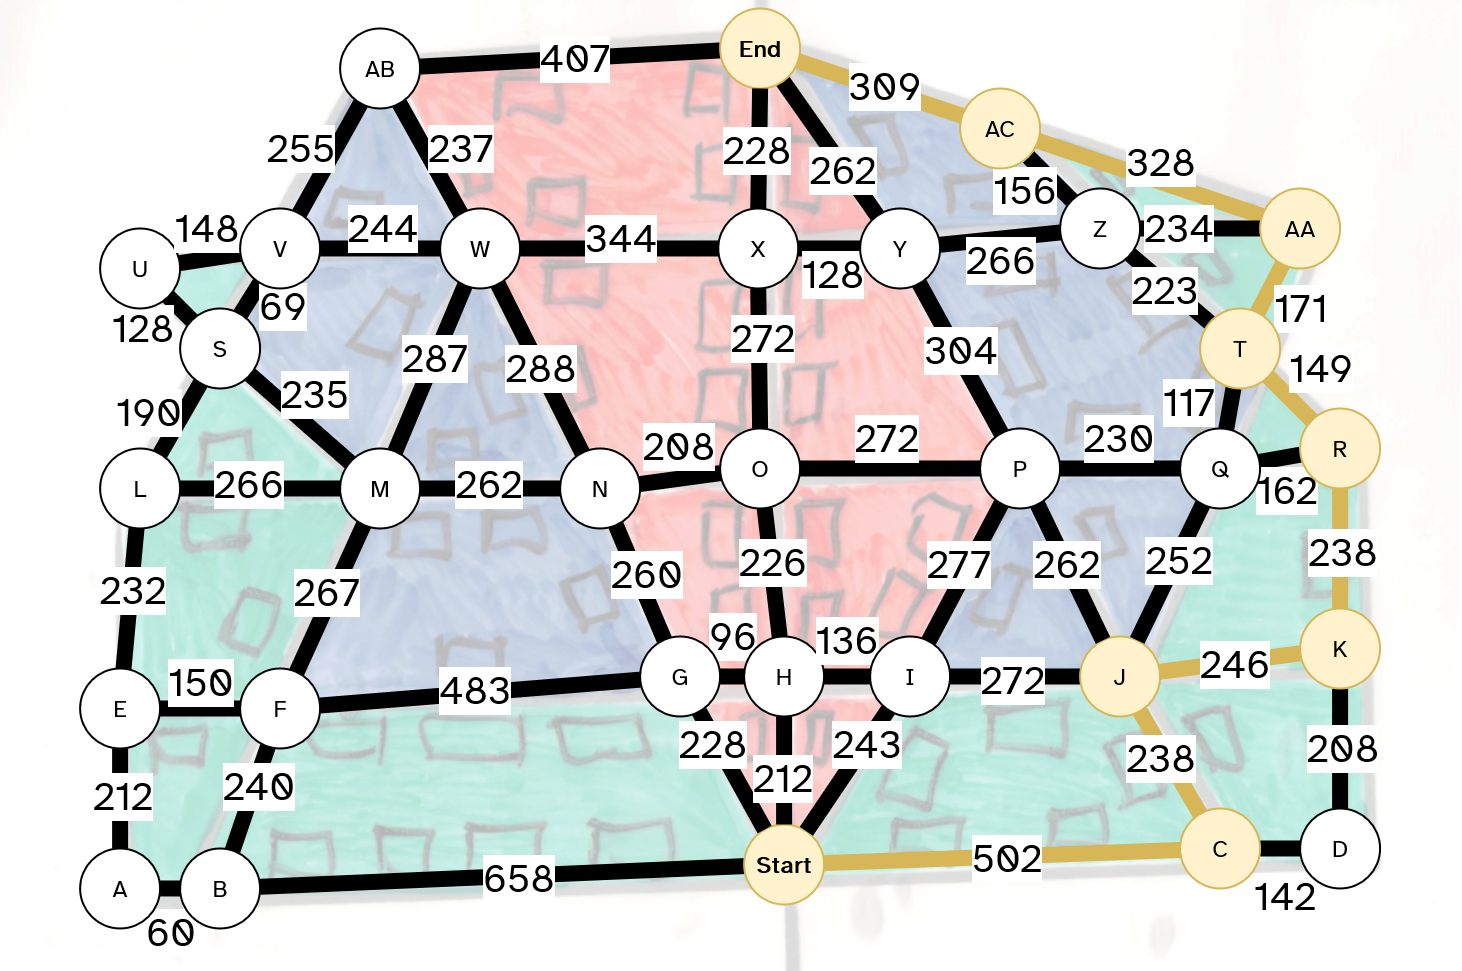 End
AB
407
309
AC
255
237
228
262
328
156
148
V
244
W
344
X
128
Y
266
Z
234
AA
U
69
223
171
128
S
287
288
272
304
T
149
235
117
190
208
272
230
R
L
266
M
262
N
O
P
Q
162
232
267
260
226
277
262
252
238
150
96
136
483
G
H
I
272
J
246
K
E
F
228
212
243
238
208
212
240
658
Start
502
C
D
A
B
142
60